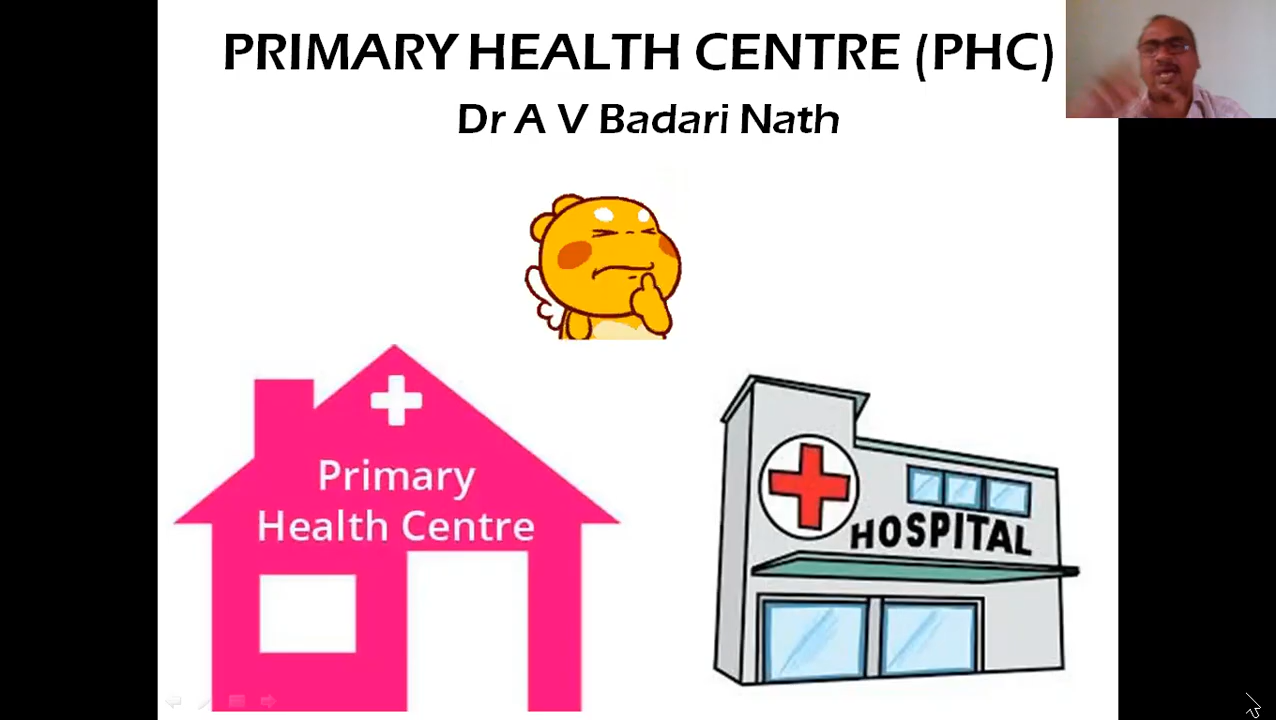 PRIMARY HEALTH CENTRE (PHC)
Dr A V Badari Nath
Primary
Health Centre
HOSPITAL